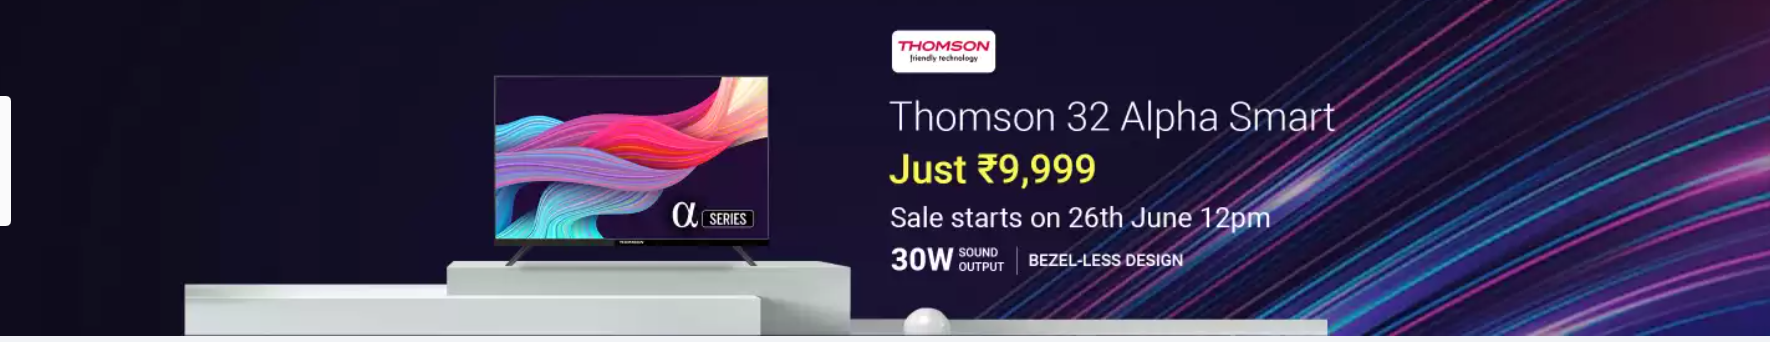 THOMSON
friendly technology
Thomson 32 Alpha Smart
Just ₹9,999
Sale starts on 26th June 12pm
30W SOUND OUTPUT | BEZEL-LESS DESIGN
α SERIES
THOMSON